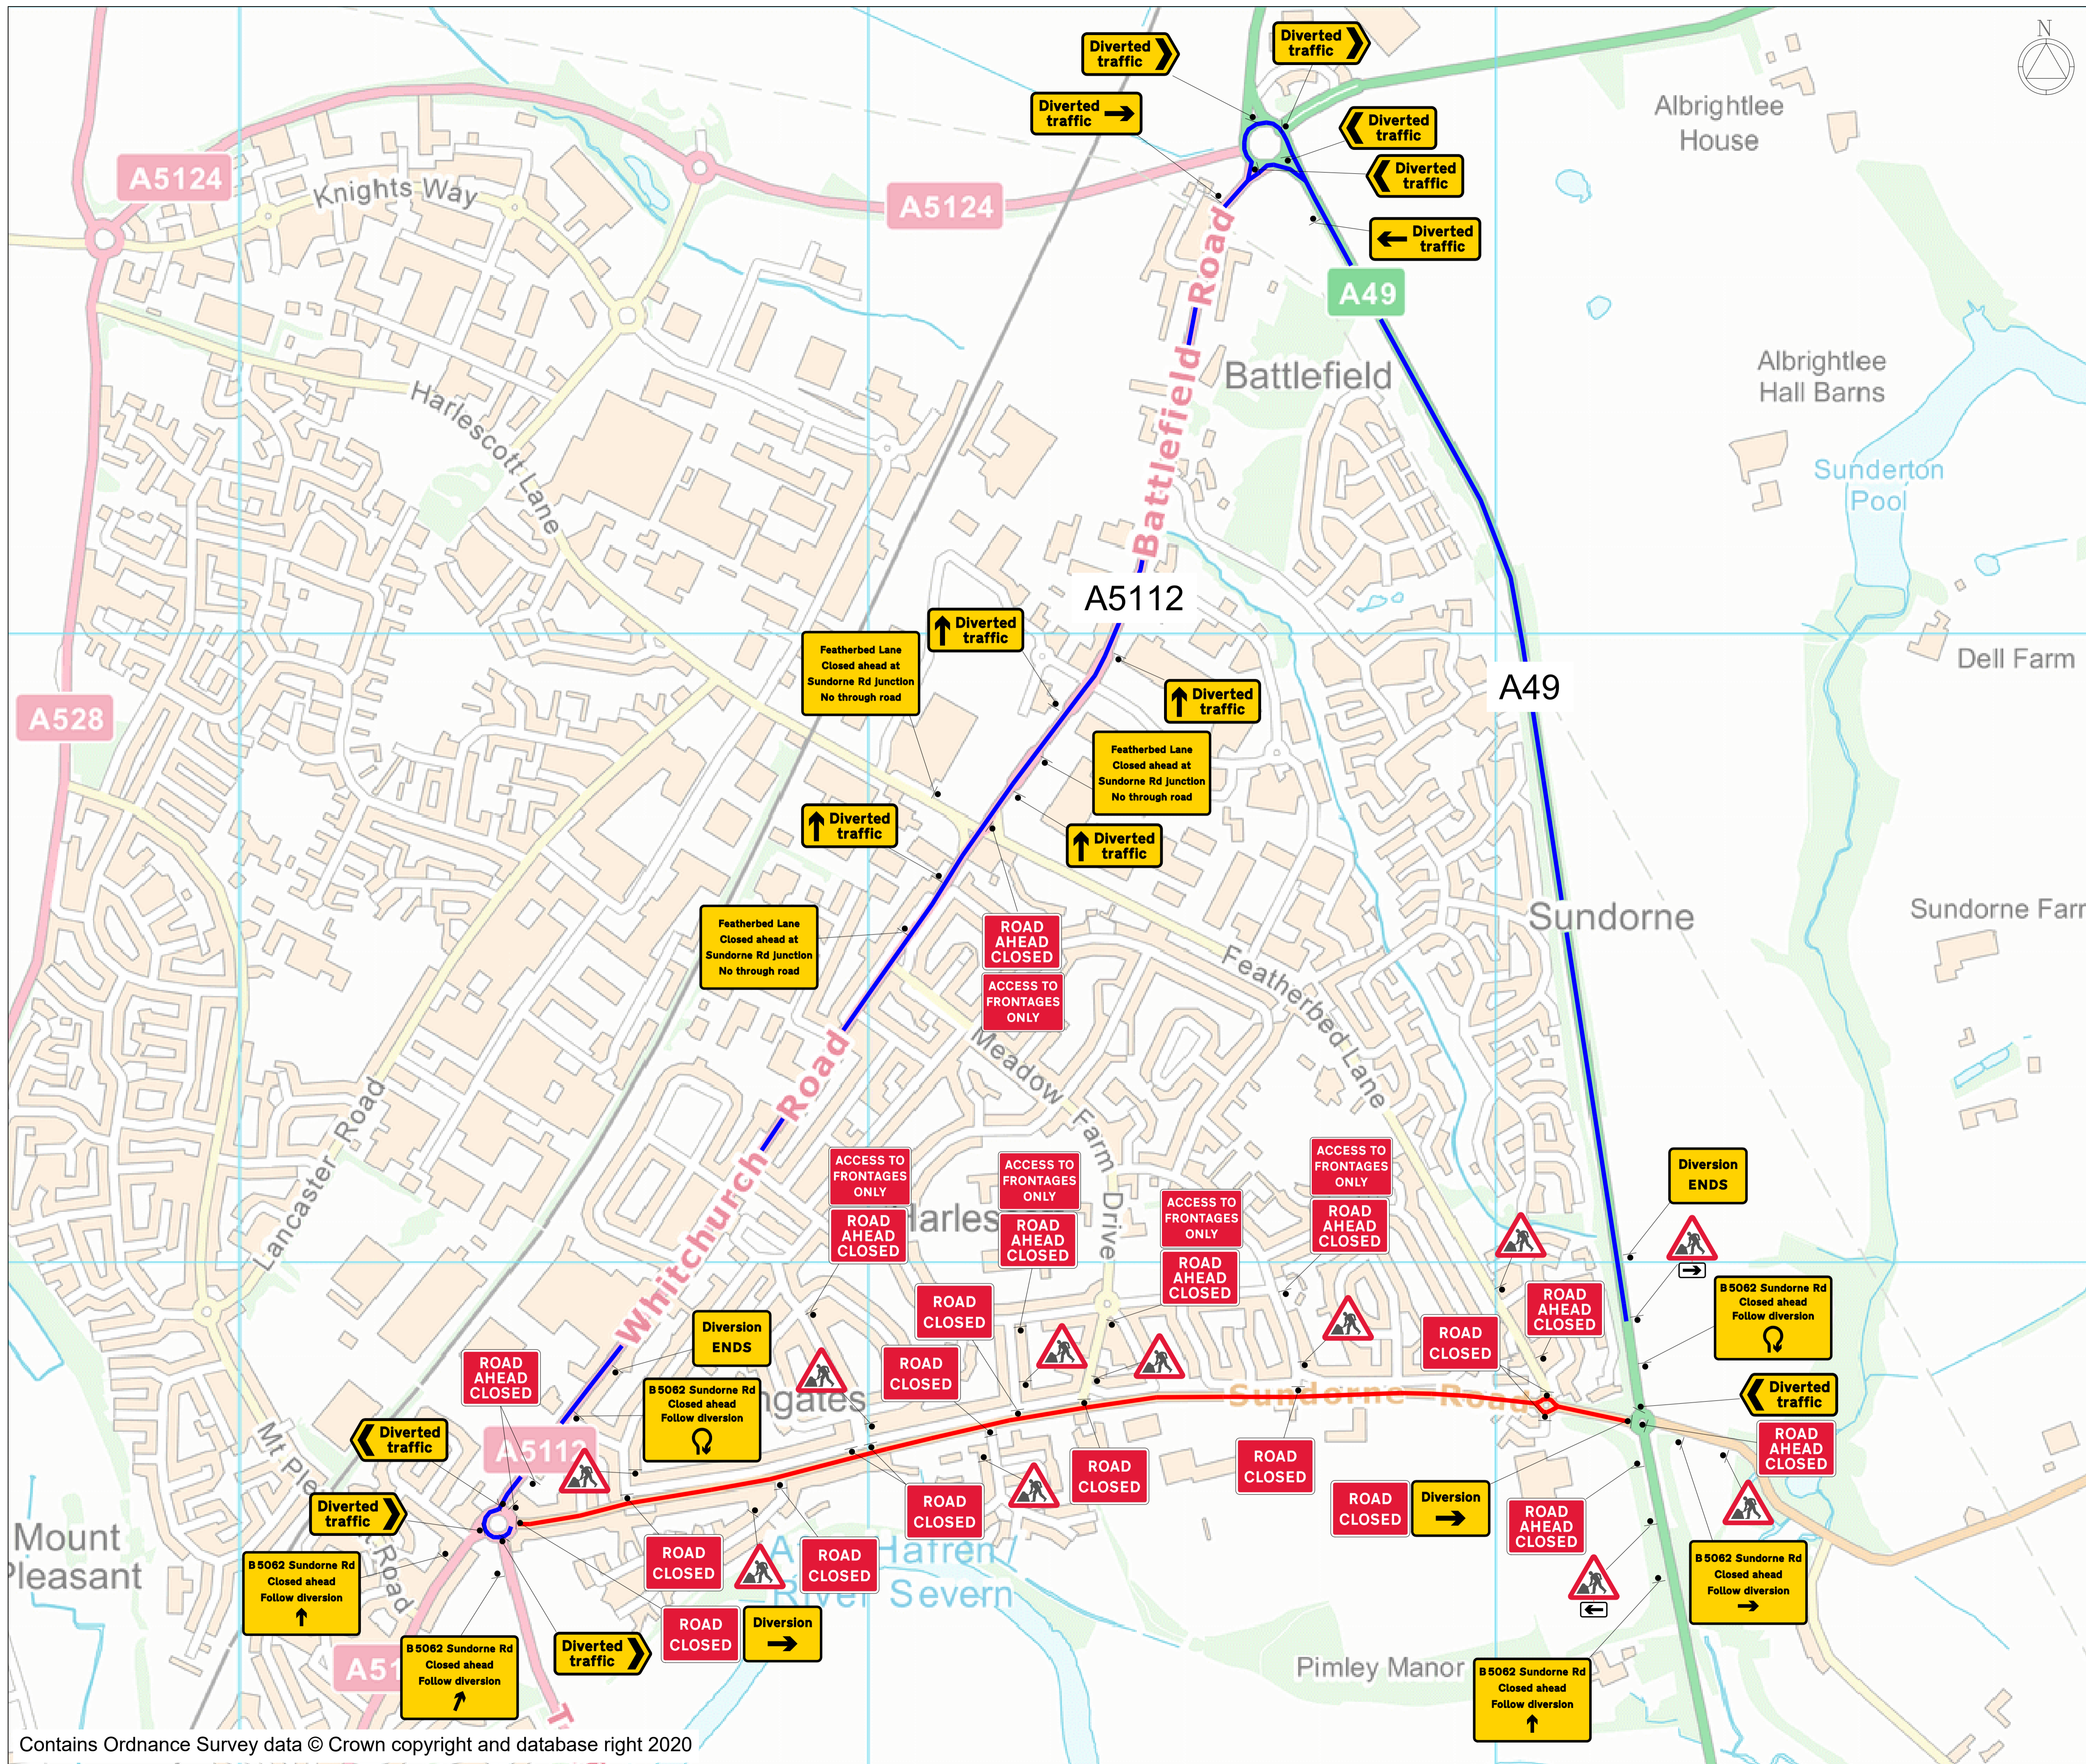 N
Diverted
traffic
Diverted
traffic
Diverted
traffic
Diverted
traffic
Diverted
traffic
Diverted
traffic
Albrightlee
House
A5124
Knights Way
A5124
A49
Battlefield Road
Battlefield
Albrightlee
Hall Barns
Sunderton
Pool
Harlescott Lane
A5112
Diverted
traffic
Featherbed Lane
Closed ahead at
Sundorne Rd junction
No through road
Dell Farm
A49
Diverted
traffic
A528
Featherbed Lane
Closed ahead at
Sundorne Rd junction
No through road
Diverted
traffic
Diverted
traffic
Featherbed Lane
Closed ahead at
Sundorne Rd junction
No through road
ROAD
AHEAD
CLOSED
ACCESS TO
FRONTAGES
ONLY
Sundorne
Sundorne Farm
Featherbed Lane
Meadow Farm Drive
Lancaster Road
Whitchurch Road
ACCESS TO
FRONTAGES
ONLY
ROAD
AHEAD
CLOSED
Harles
ACCESS TO
FRONTAGES
ONLY
ROAD
AHEAD
CLOSED
ACCESS TO
FRONTAGES
ONLY
ROAD
AHEAD
CLOSED
ACCESS TO
FRONTAGES
ONLY
ROAD
AHEAD
CLOSED
Diversion
ENDS
B5062 Sundorne Rd
Closed ahead
Follow diversion
ROAD
CLOSED
ROAD
CLOSED
ROAD
CLOSED
ROAD
AHEAD
CLOSED
Diversion
ENDS
ROAD
AHEAD
CLOSED
B5062 Sundorne Rd
Closed ahead
Follow diversion
ngates
Sundorne Road
Diverted
traffic
Diverted
traffic
A5112
ROAD
AHEAD
CLOSED
Mt Ple
t Road
Diverted
traffic
ROAD
CLOSED
ROAD
CLOSED
ROAD
CLOSED
ROAD
CLOSED
Diversion
ROAD
AHEAD
CLOSED
Mount
Pleasant
B5062 Sundorne Rd
Closed ahead
Follow diversion
ROAD
CLOSED
ROAD
CLOSED
Hafren /
River Severn
B5062 Sundorne Rd
Closed ahead
Follow diversion
ROAD
CLOSED
Diversion
Diverted
traffic
B5062 Sundorne Rd
Closed ahead
Follow diversion
A51
Pimley Manor
B5062 Sundorne Rd
Closed ahead
Follow diversion
Contains Ordnance Survey data © Crown copyright and database right 2020